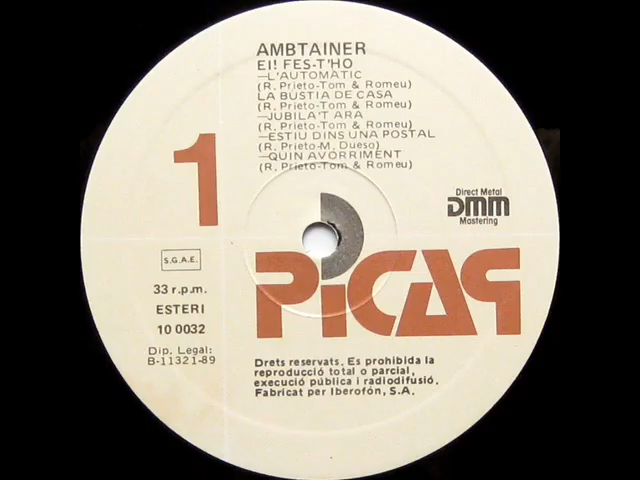 AMBTAINER
EI! FES-T'HO
—L'AUTOMATIC
(R. Prieto-Tom & Romeu)
LA BUSTIA DE CASA
(R. Prieto-Tom & Romeu)
—JUBILA'T ARA
(R. Prieto-Tom & Romeu)
—ESTIU DINS UNA POSTAL
(R. Prieto-M. Dueso)
—QUIN AVORRIMENT
(R. Prieto-Tom & Romeu)
1
Direct Metal
DMM
Mastering
S.G.A.E.
PICAP
33 r.p.m.
ESTERI
10 0032
Dip. Legal:
B-11321-89
Drets reservats. Es prohibida la
reproducció total o parcial,
execució pública i radiodifusió.
Fabricat per Iberofón, S.A.